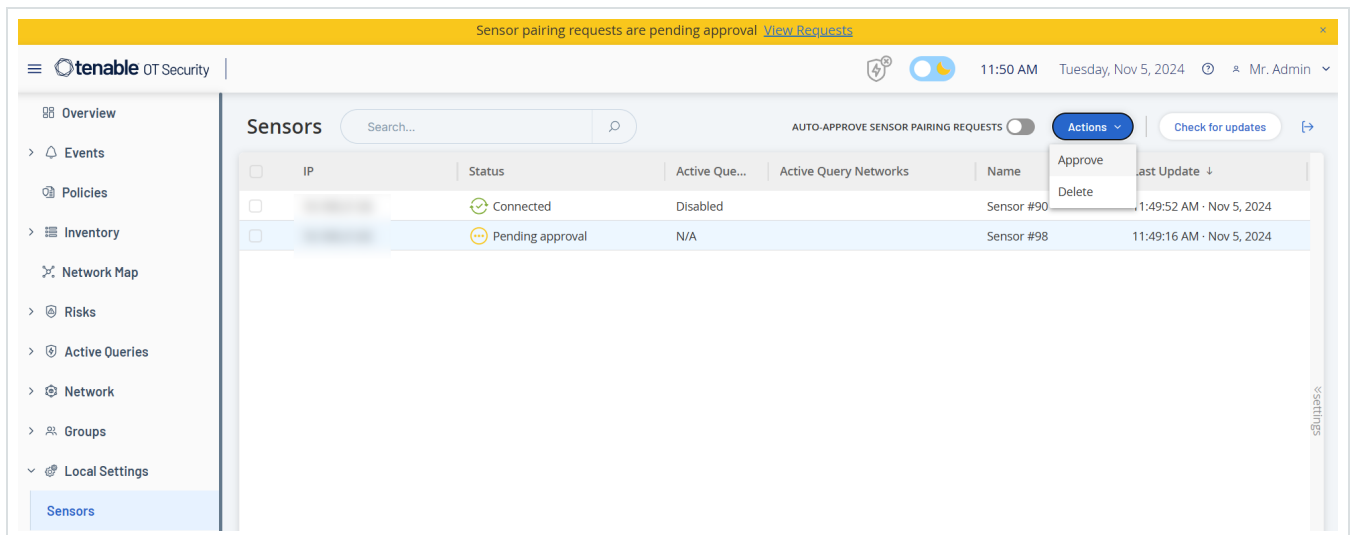 Sensor pairing requests are pending approval View Requests ×
tenable OT Security
11:50 AM Tuesday, Nov 5, 2024 Mr. Admin
Overview
Events
Policies
Inventory
Network Map
Risks
Active Queries
Network
Groups
Local Settings
Sensors
Sensors Search... AUTO-APPROVE SENSOR PAIRING REQUESTS Actions Check for updates
Approve
Delete
IP Status Active Que... Active Query Networks Name Last Update
Connected Disabled Sensor #90 11:49:52 AM · Nov 5, 2024
Pending approval N/A Sensor #98 11:49:16 AM · Nov 5, 2024
settings